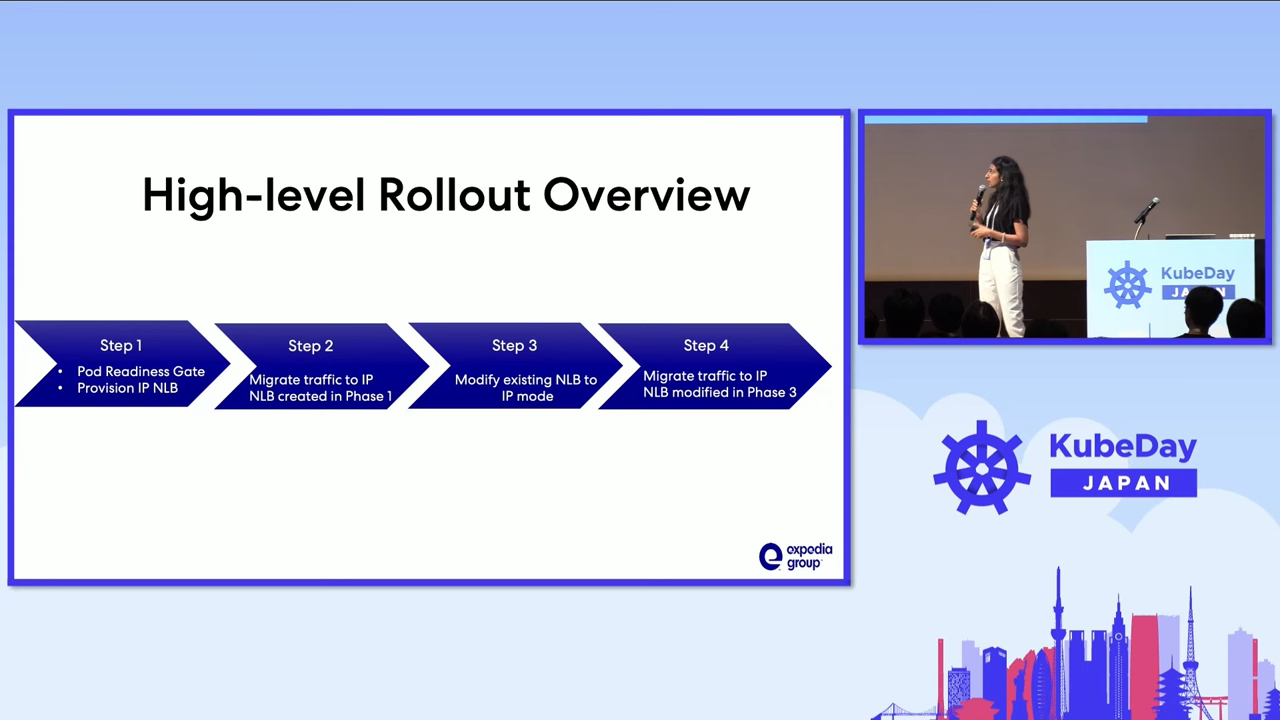 High-level Rollout Overview
Step 1
• Pod Readiness Gate
• Provision IP NLB
Step 2
Migrate traffic to IP
NLB created in Phase 1
Step 3
Modify existing NLB to
IP mode
Step 4
Migrate traffic to IP
NLB modified in Phase 3
expedia
group
KubeDay
JAPAN
KubeDay
JAPAN